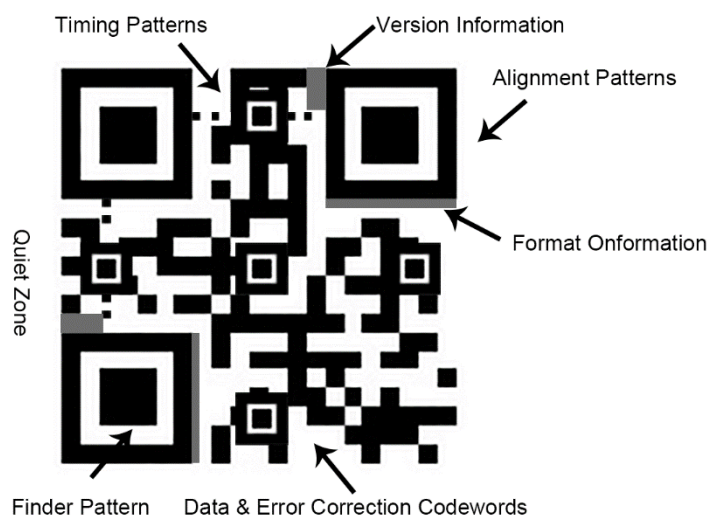 Timing Patterns
Version Information
Alignment Patterns
Format Onformation
Quiet Zone
Finder Pattern
Data & Error Correction Codewords